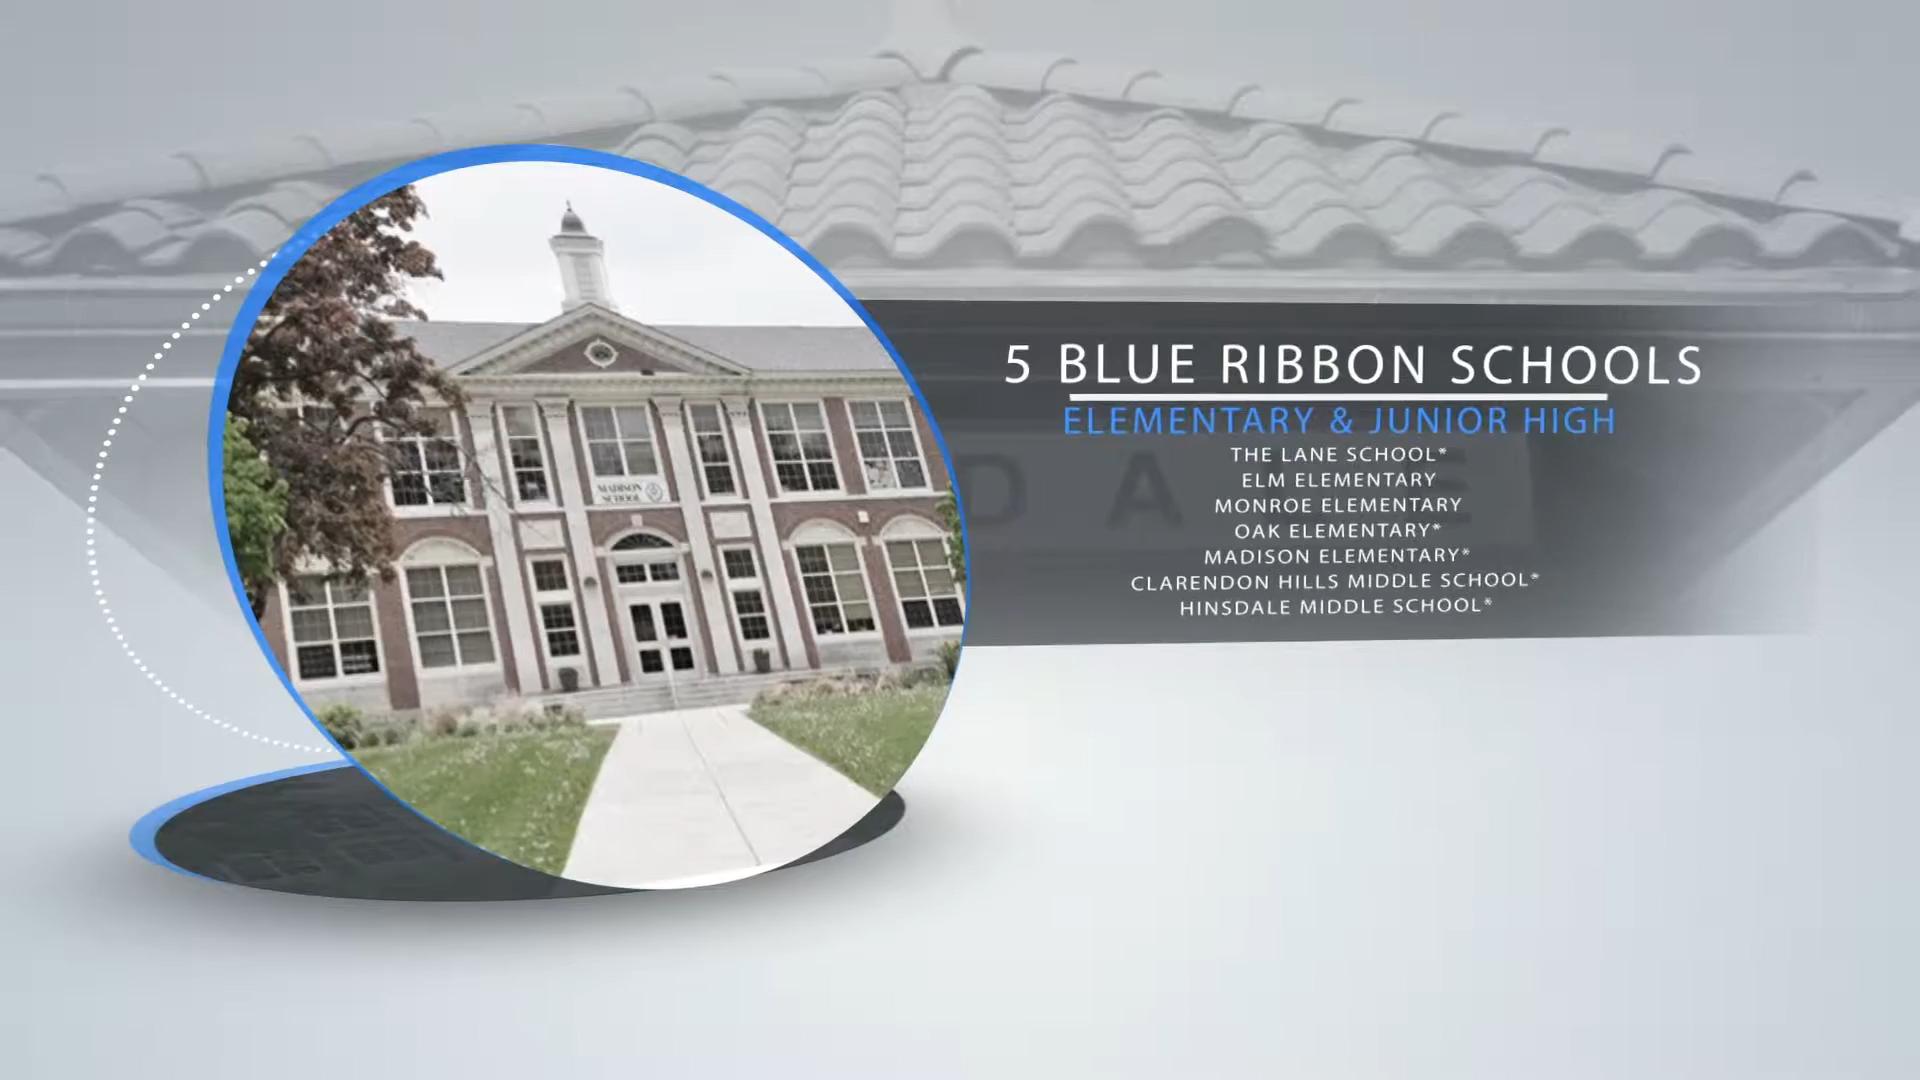 5 BLUE RIBBON SCHOOLS
ELEMENTARY & JUNIOR HIGH
THE LANE SCHOOL*
ELM ELEMENTARY
MONROE ELEMENTARY
OAK ELEMENTARY*
MADISON ELEMENTARY*
CLARENDON HILLS MIDDLE SCHOOL*
HINSDALE MIDDLE SCHOOL*
MADISON
SCHOOL